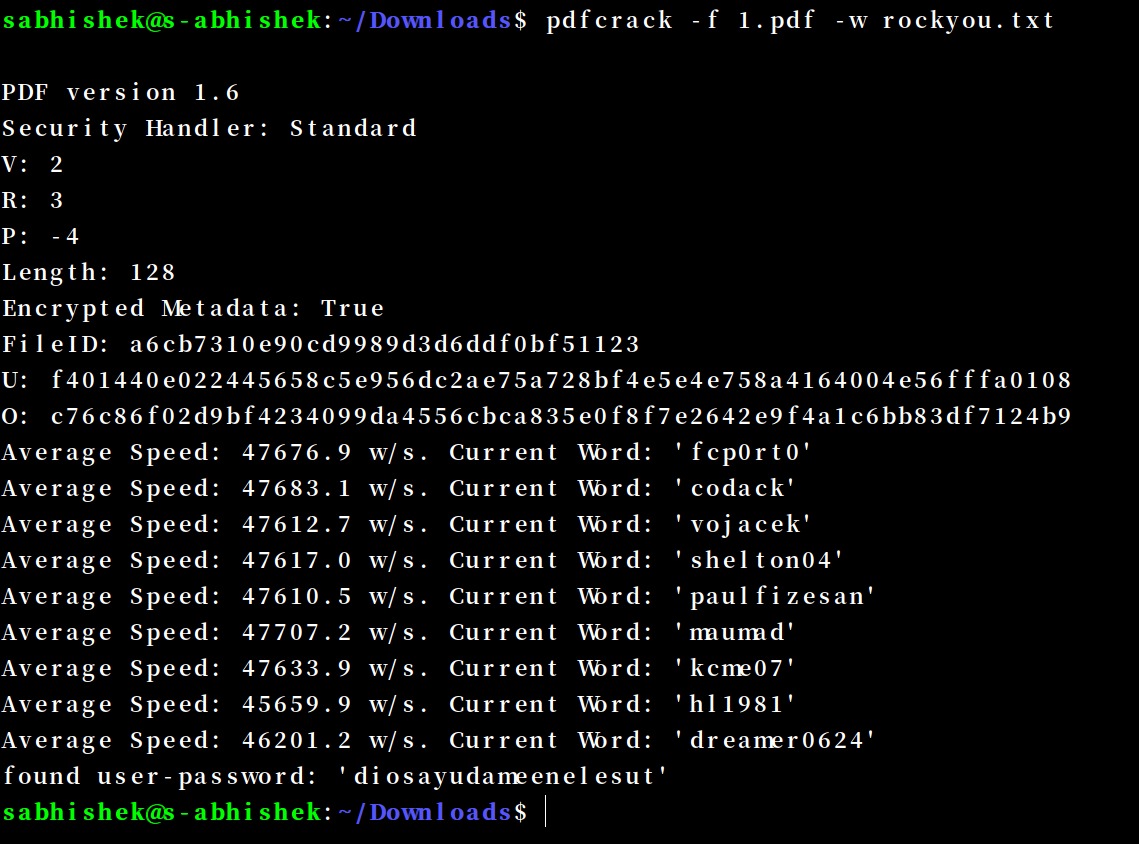 sabhishek@s-abhishek:~/Downloads$ pdfcrack -f 1.pdf -w rockyou.txt
PDF version 1.6
Security Handler: Standard
V: 2
R: 3
P: -4
Length: 128
Encrypted Metadata: True
FileID: a6cb7310e90cd9989d3d6ddf0bf51123
U: f401440e022445658c5e956dc2ae75a728bf4e5e4e758a4164004e56fffa0108
O: c76c86f02d9bf4234099da4556cbca835e0f8f7e2642e9f4a1c6bb83df7124b9
Average Speed: 47676.9 w/s. Current Word: 'fcp0rt0'
Average Speed: 47683.1 w/s. Current Word: 'codack'
Average Speed: 47612.7 w/s. Current Word: 'vojacek'
Average Speed: 47617.0 w/s. Current Word: 'shelton04'
Average Speed: 47610.5 w/s. Current Word: 'paulfizesan'
Average Speed: 47707.2 w/s. Current Word: 'maumad'
Average Speed: 47633.9 w/s. Current Word: 'kcme07'
Average Speed: 45659.9 w/s. Current Word: 'hl1981'
Average Speed: 46201.2 w/s. Current Word: 'dreamer0624'
found user-password: 'diosayudameenelesut'
sabhishek@s-abhishek:~/Downloads$